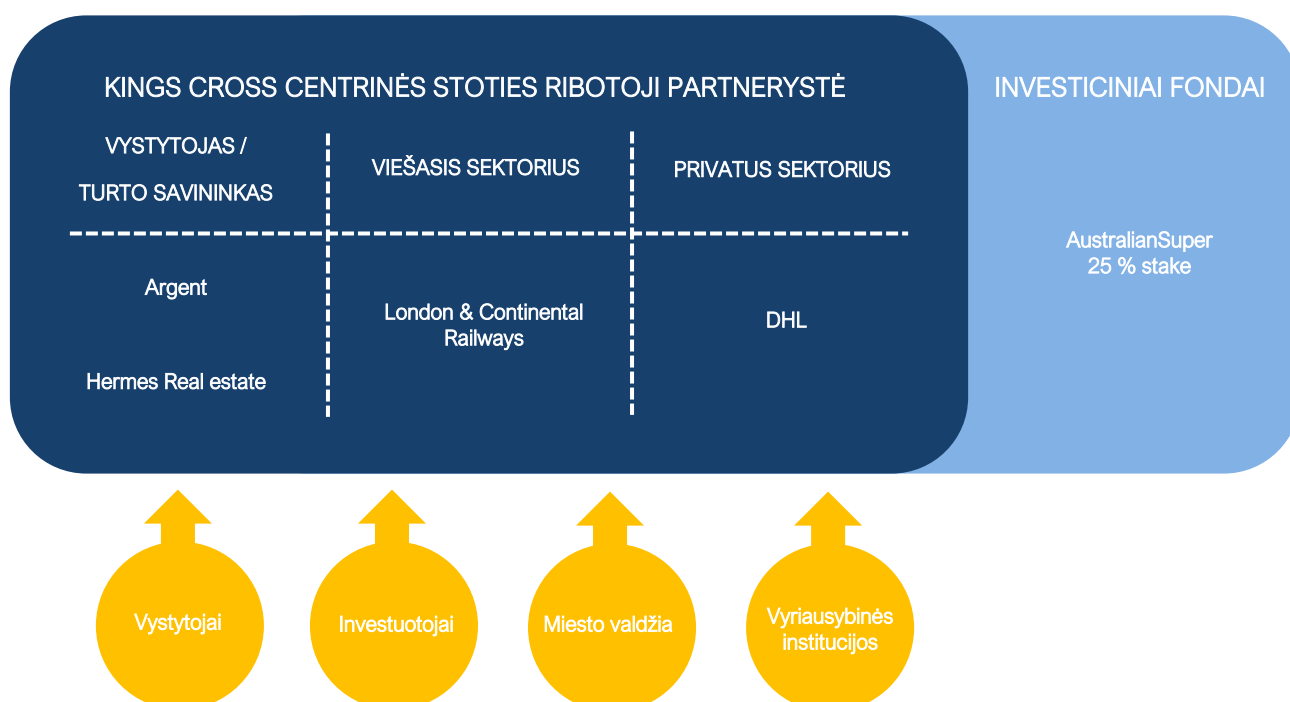 KINGS CROSS CENTRINĖS STOTIES RIBOTOJI PARTNERYSTĖ
VYSTYTOJAS /
TURTO SAVININKAS
VIEŠASIS SEKTORIUS
PRIVATUS SEKTORIUS
Argent
Hermes Real estate
London & Continental
Railways
DHL
INVESTICINIAI FONDAI
AustralianSuper
25 % stake
Vystytojai
Investuotojai
Miesto valdžia
Vyriausybinės
institucijos